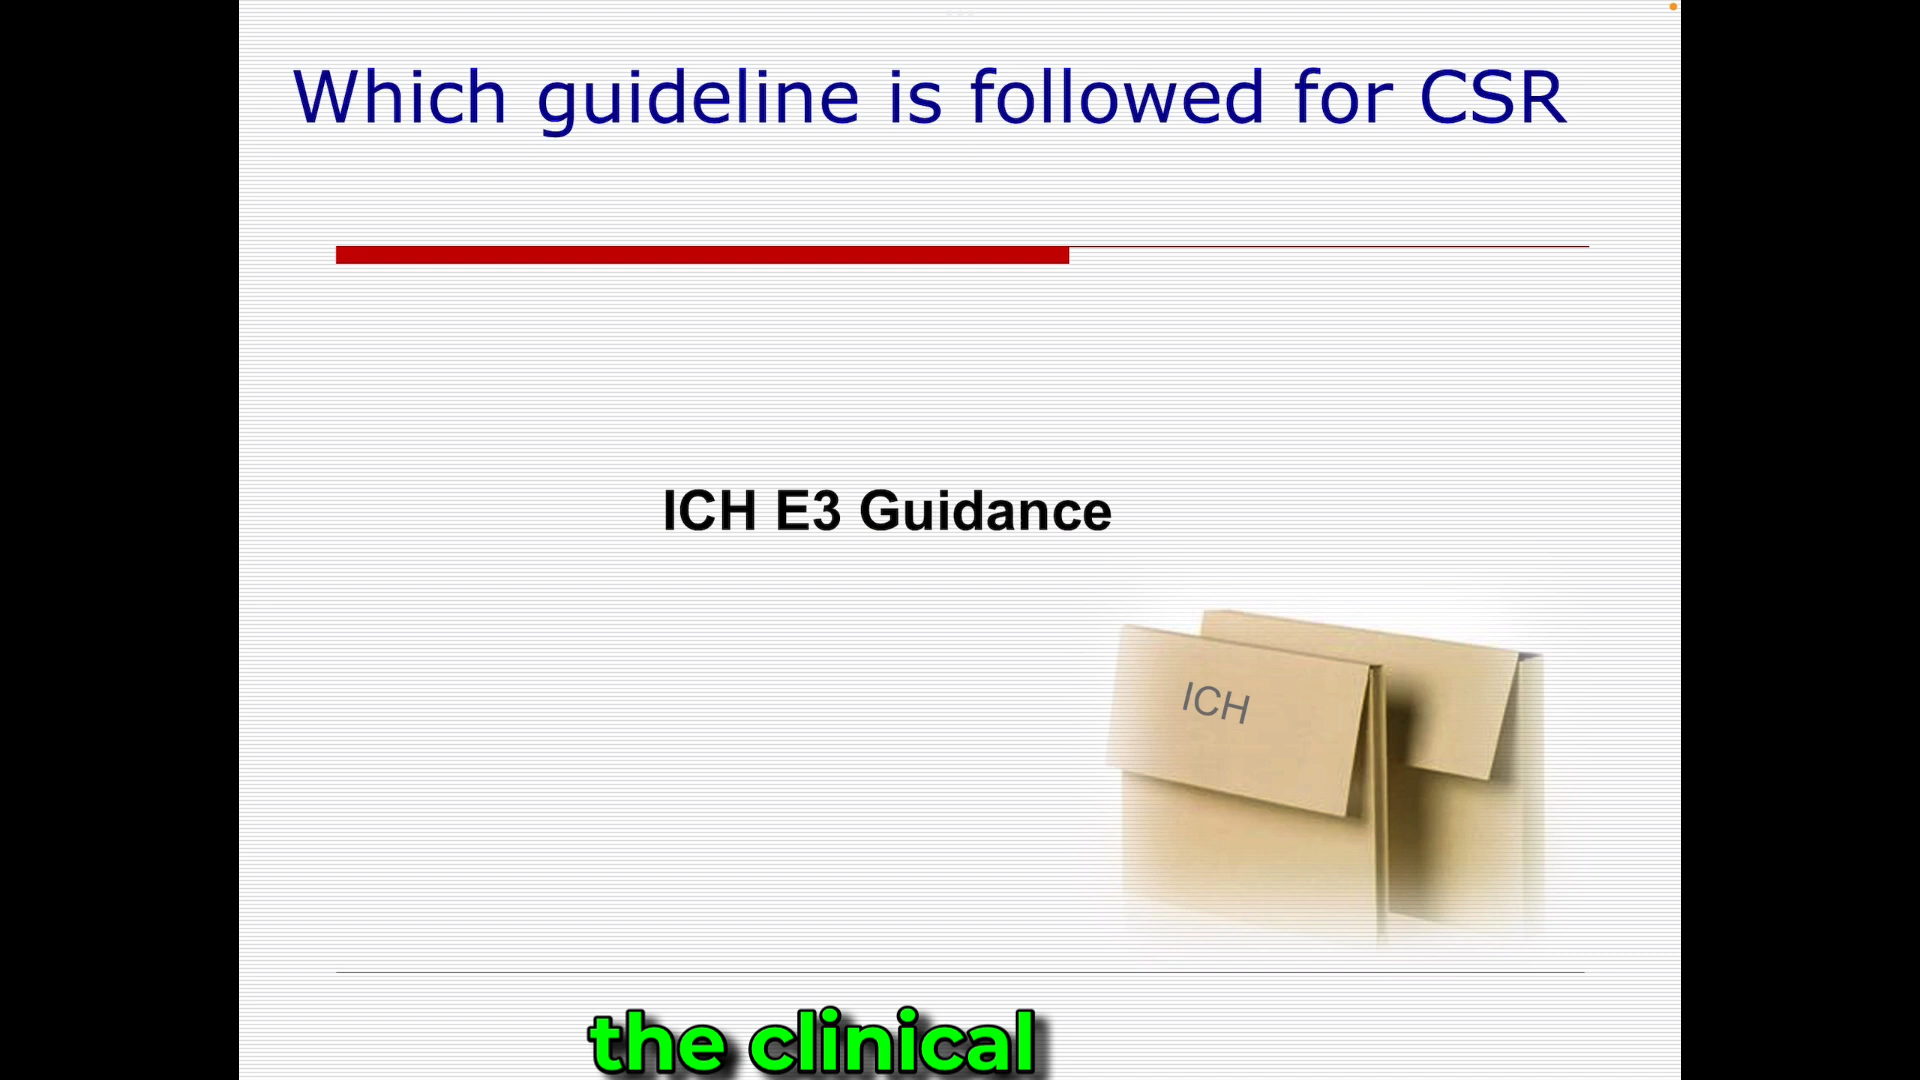 Which guideline is followed for CSR
ICH E3 Guidance
ICH
the clinical